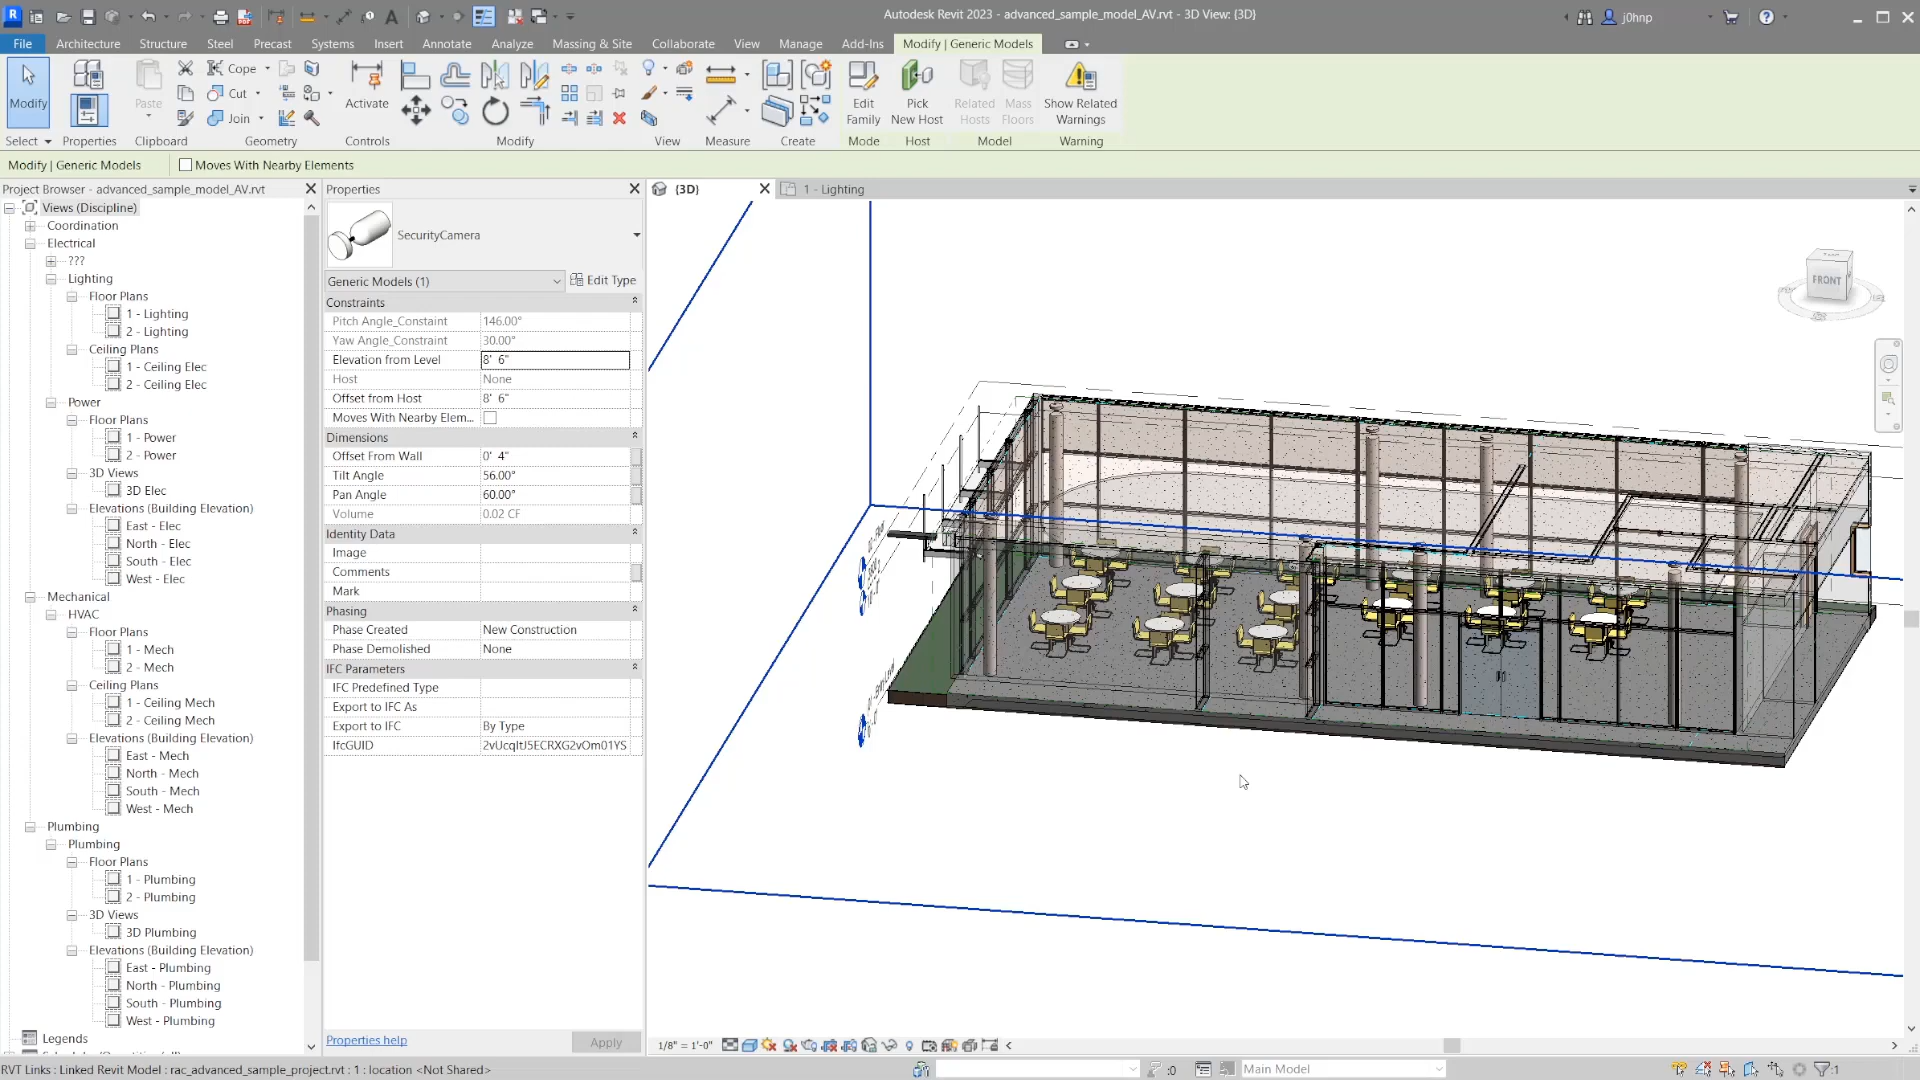 Autodesk Revit 2023 - advanced_sample_model_AV.rvt - 3D View: {3D}
j0hnp
File
Architecture
Structure
Steel
Precast
Systems
Insert
Annotate
Analyze
Massing & Site
Collaborate
View
Manage
Add-Ins
Modify | Generic Models
Modify
Paste
Cope
Cut
Join
Activate
Edit Family
Pick New Host
Related Hosts
Mass Floors
Show Related Warnings
Select
Properties
Clipboard
Geometry
Controls
Modify
View
Measure
Create
Mode
Host
Model
Warning
Modify | Generic Models
Moves With Nearby Elements
Project Browser - advanced_sample_model_AV.rvt
Views (Discipline)
Coordination
Electrical
???
Lighting
Floor Plans
1 - Lighting
2 - Lighting
Ceiling Plans
1 - Ceiling Elec
2 - Ceiling Elec
Power
Floor Plans
1 - Power
2 - Power
3D Views
3D Elec
Elevations (Building Elevation)
East - Elec
North - Elec
South - Elec
West - Elec
Mechanical
HVAC
Floor Plans
1 - Mech
2 - Mech
Ceiling Plans
1 - Ceiling Mech
2 - Ceiling Mech
Elevations (Building Elevation)
East - Mech
North - Mech
South - Mech
West - Mech
Plumbing
Plumbing
Floor Plans
1 - Plumbing
2 - Plumbing
3D Views
3D Plumbing
Elevations (Building Elevation)
East - Plumbing
North - Plumbing
South - Plumbing
West - Plumbing
Legends
Properties
SecurityCamera
Generic Models (1)
Edit Type
Constraints
Pitch Angle_Constaint 146.00°
Yaw Angle_Constraint 30.00°
Elevation from Level 8' 6"
Host None
Offset from Host 8' 6"
Moves With Nearby Elem...
Dimensions
Offset From Wall 0' 4"
Tilt Angle 56.00°
Pan Angle 60.00°
Volume 0.02 CF
Identity Data
Image
Comments
Mark
Phasing
Phase Created New Construction
Phase Demolished None
IFC Parameters
IFC Predefined Type
Export to IFC As
Export to IFC By Type
IfcGUID 2vUcqItJ5ECRXG2vOm01YS
Properties help
Apply
{3D}
1 - Lighting
FRONT
1/8" = 1'-0"
RVT Links : Linked Revit Model : rac_advanced_sample_project.rvt : 1 : location <Not Shared>
:0
Main Model
:1